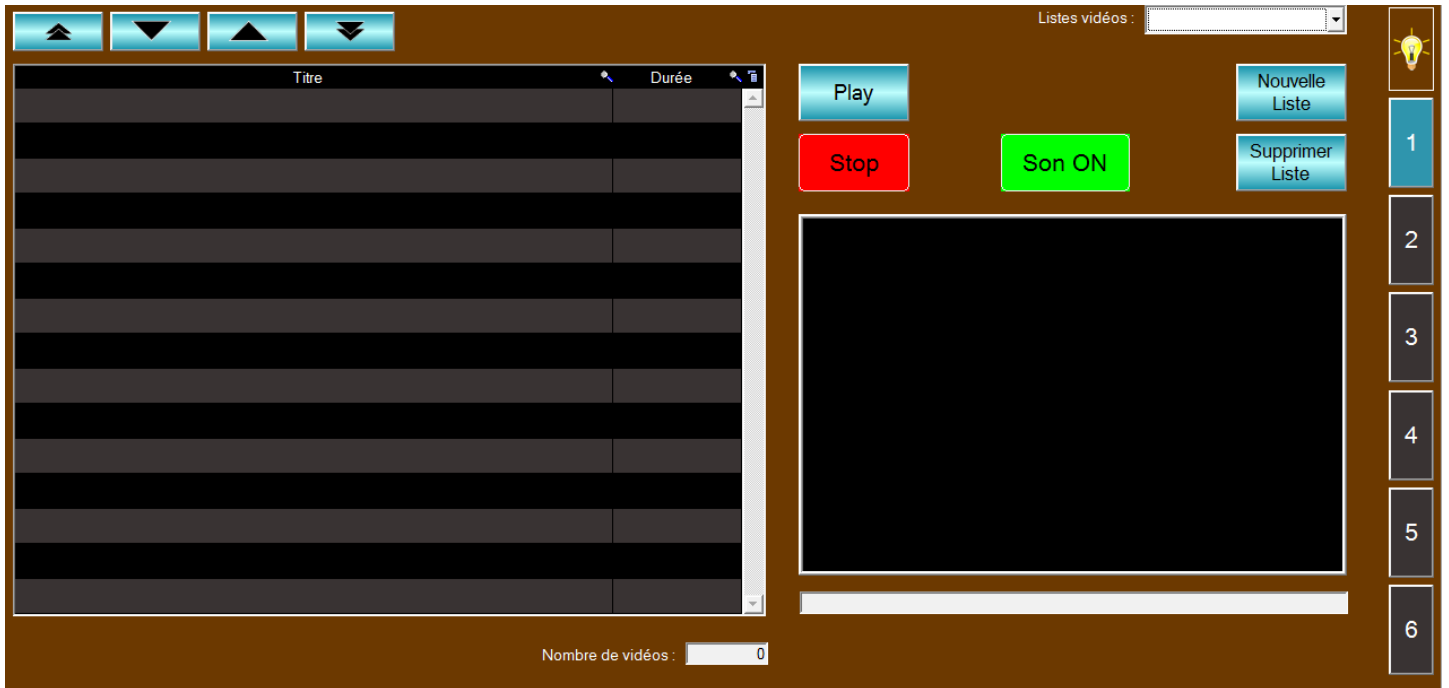 Listes vidéos :
Titre
Durée
Play
Nouvelle
Liste
Stop
Son ON
Supprimer
Liste
1
2
3
4
5
6
Nombre de vidéos : 0